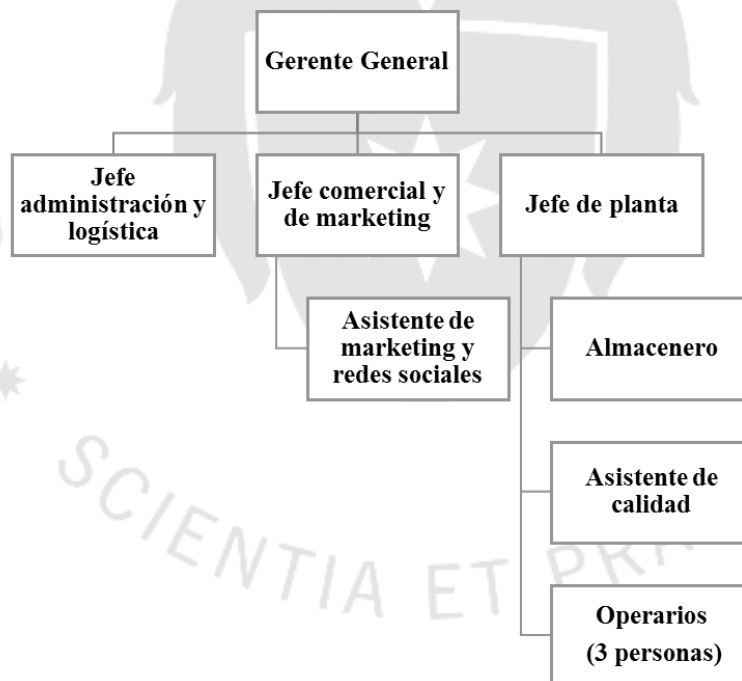 Gerente General
Jefe
administración y
logística
Jefe comercial y
de marketing
Jefe de planta
Asistente de
marketing y
redes sociales
Almacenero
Asistente de
calidad
Operarios
(3 personas)
SCIENTIA ET PRA